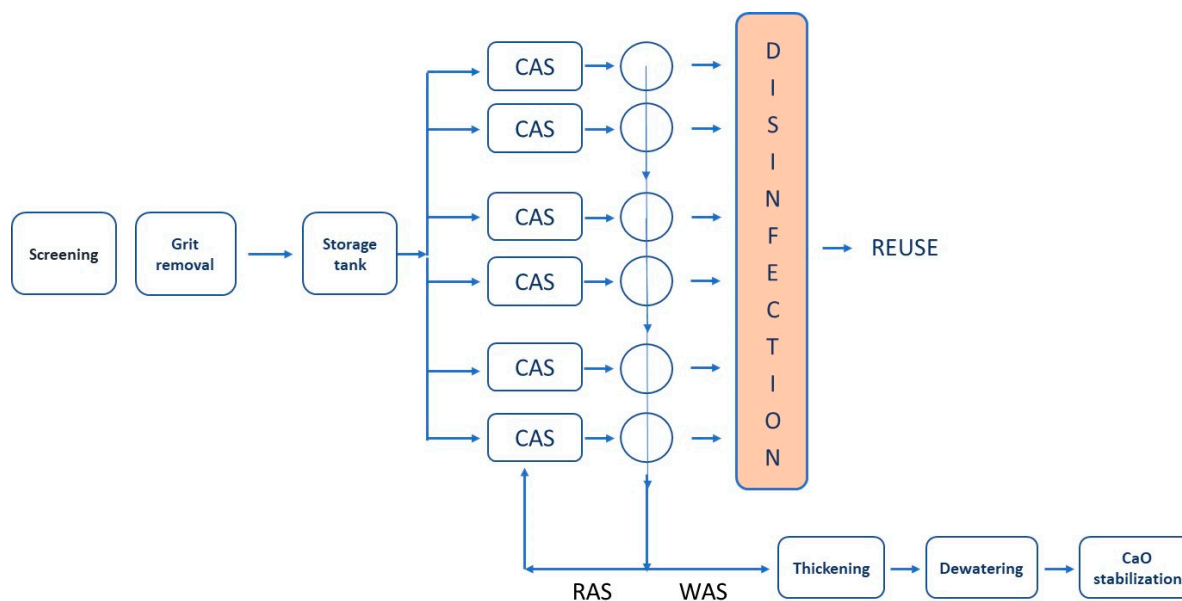 Screening
Grit
removal
Storage
tank
CAS
CAS
CAS
CAS
CAS
CAS
D
I
S
I
N
F
E
C
T
I
O
N
REUSE
RAS
WAS
Thickening
Dewatering
CaO
stabilization